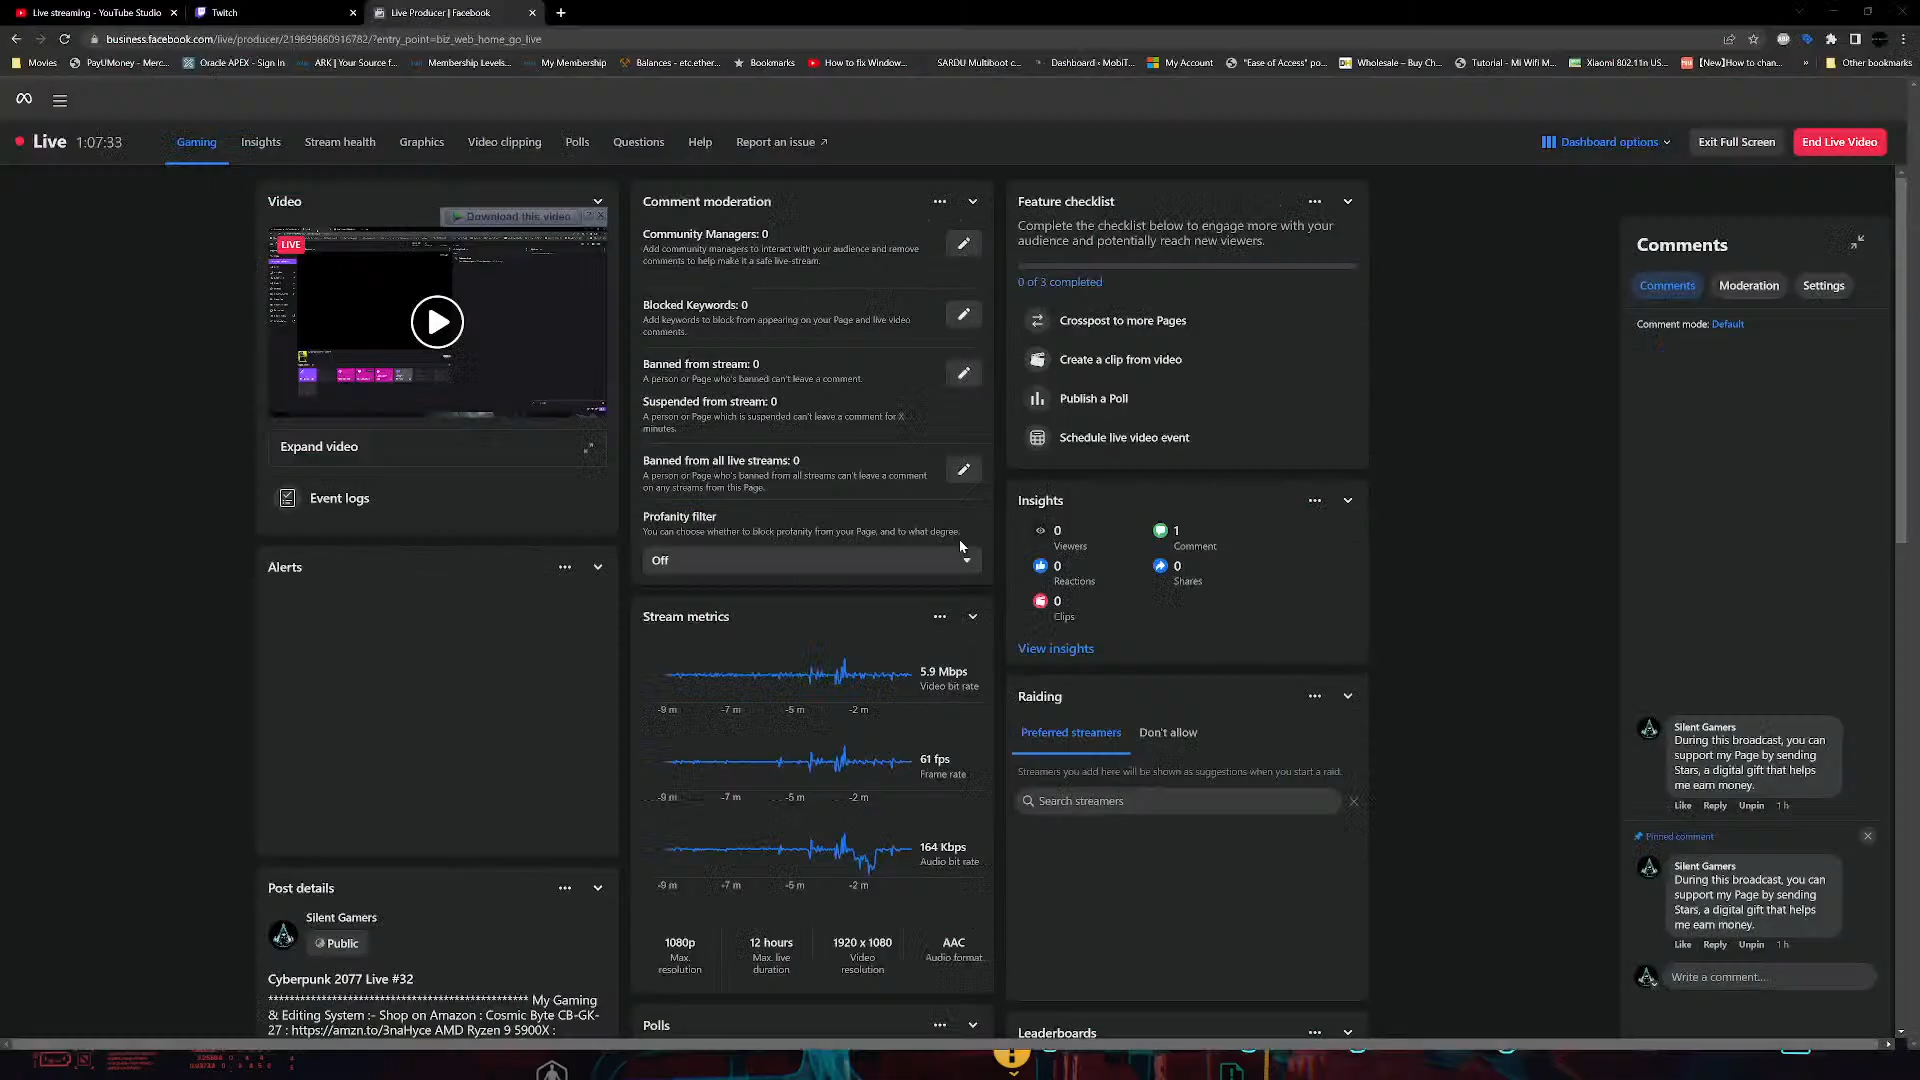 Live streaming - YouTube Studio
Twitch
Live Producer | Facebook
business.facebook.com/live/producer/219699860916782/?entry_point=biz_web_home_go_live
Movies
PayUMoney - Merc...
Oracle APEX - Sign In
ARK | Your Source f...
Membership Levels...
My Membership
Balances - etc.ether...
Bookmarks
How to fix Window...
SARDU Multiboot c...
Dashboard ‹ MobiT...
My Account
"Ease of Access" po...
Wholesale – Buy Ch...
Tutorial - Mi Wifi M...
Xiaomi 802.11n US...
[New]How to chan...
»
Other bookmarks
Live 1:07:33
Gaming
Insights
Stream health
Graphics
Video clipping
Polls
Questions
Help
Report an issue
Dashboard options
Exit Full Screen
End Live Video
Video
Download this video ? X
LIVE
Expand video
Event logs
Alerts
Post details
Silent Gamers
Public
Cyberpunk 2077 Live #32
********************************************** My Gaming
& Editing System :- Shop on Amazon : Cosmic Byte CB-GK-
27 : https://amzn.to/3naHyce AMD Ryzen 9 5900X :
Comment moderation
Community Managers: 0
Add community managers to interact with your audience and remove
comments to help make it a safe live-stream.
Blocked Keywords: 0
Add keywords to block from appearing on your Page and live video
comments.
Banned from stream: 0
A person or Page who's banned can't leave a comment.
Suspended from stream: 0
A person or Page which is suspended can't leave a comment for X
minutes.
Banned from all live streams: 0
A person or Page who's banned from all streams can't leave a comment
on any streams from this Page.
Profanity filter
You can choose whether to block profanity from your Page, and to what degree.
Off
Stream metrics
5.9 Mbps
Video bit rate
-9 m -7 m -5 m -2 m
61 fps
Frame rate
-9 m -7 m -5 m -2 m
164 Kbps
Audio bit rate
-9 m -7 m -5 m -2 m
1080p 12 hours 1920 x 1080 AAC
Max. resolution
Max. live duration
Video resolution
Audio format
Polls
Feature checklist
Complete the checklist below to engage more with your
audience and potentially reach new viewers.
0 of 3 completed
Crosspost to more Pages
Create a clip from video
Publish a Poll
Schedule live video event
Insights
0 Viewers
1 Comment
0 Reactions
0 Shares
0 Clips
View insights
Raiding
Preferred streamers
Don't allow
Streamers you add here will be shown as suggestions when you start a raid.
Search streamers
Leaderboards
Comments
Comments Moderation Settings
Comment mode: Default
Silent Gamers
During this broadcast, you can
support my Page by sending
Stars, a digital gift that helps
me earn money.
Like Reply Unpin 1 h
Pinned comment
Silent Gamers
During this broadcast, you can
support my Page by sending
Stars, a digital gift that helps
me earn money.
Like Reply Unpin 1 h
Write a comment...